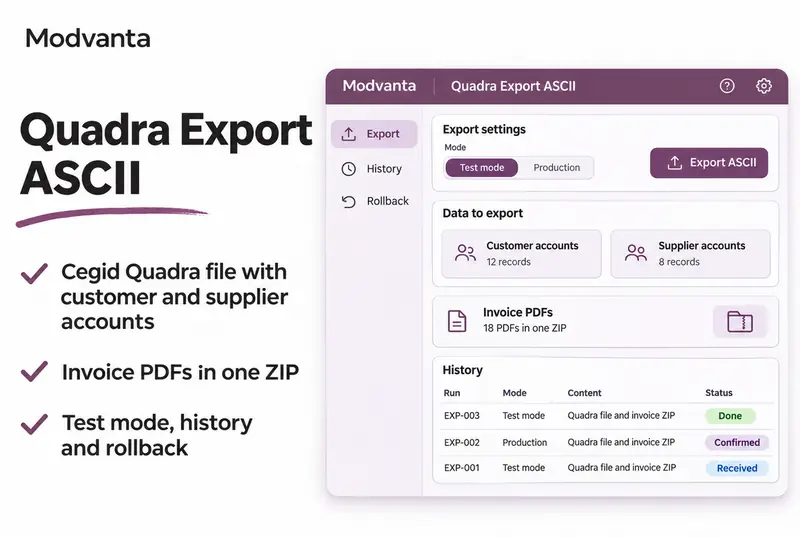 Modvanta
Quadra Export
ASCII
Cegid Quadra file with
customer and supplier
accounts
Invoice PDFs in one ZIP
Test mode, history
and rollback
Modvanta
Quadra Export ASCII
Export
History
Rollback
Export settings
Mode
Test mode
Production
Export ASCII
Data to export
Customer accounts
12 records
Supplier accounts
8 records
Invoice PDFs
18 PDFs in one ZIP
History
Run Mode Content Status
EXP-003 Test mode Quadra file and invoice ZIP Done
EXP-002 Production Quadra file and invoice ZIP Confirmed
EXP-001 Test mode Quadra file and invoice ZIP Received